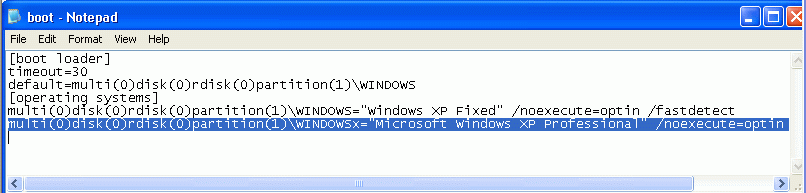 boot - Notepad
File Edit Format View Help
[boot loader]
timeout=30
default=multi(0)disk(0)rdisk(0)partition(1)\WINDOWS
[operating systems]
multi(0)disk(0)rdisk(0)partition(1)\WINDOWS="Windows XP Fixed" /noexecute=optin /fastdetect
multi(0)disk(0)rdisk(0)partition(1)\WINDOWSx="Microsoft Windows XP Professional" /noexecute=optin